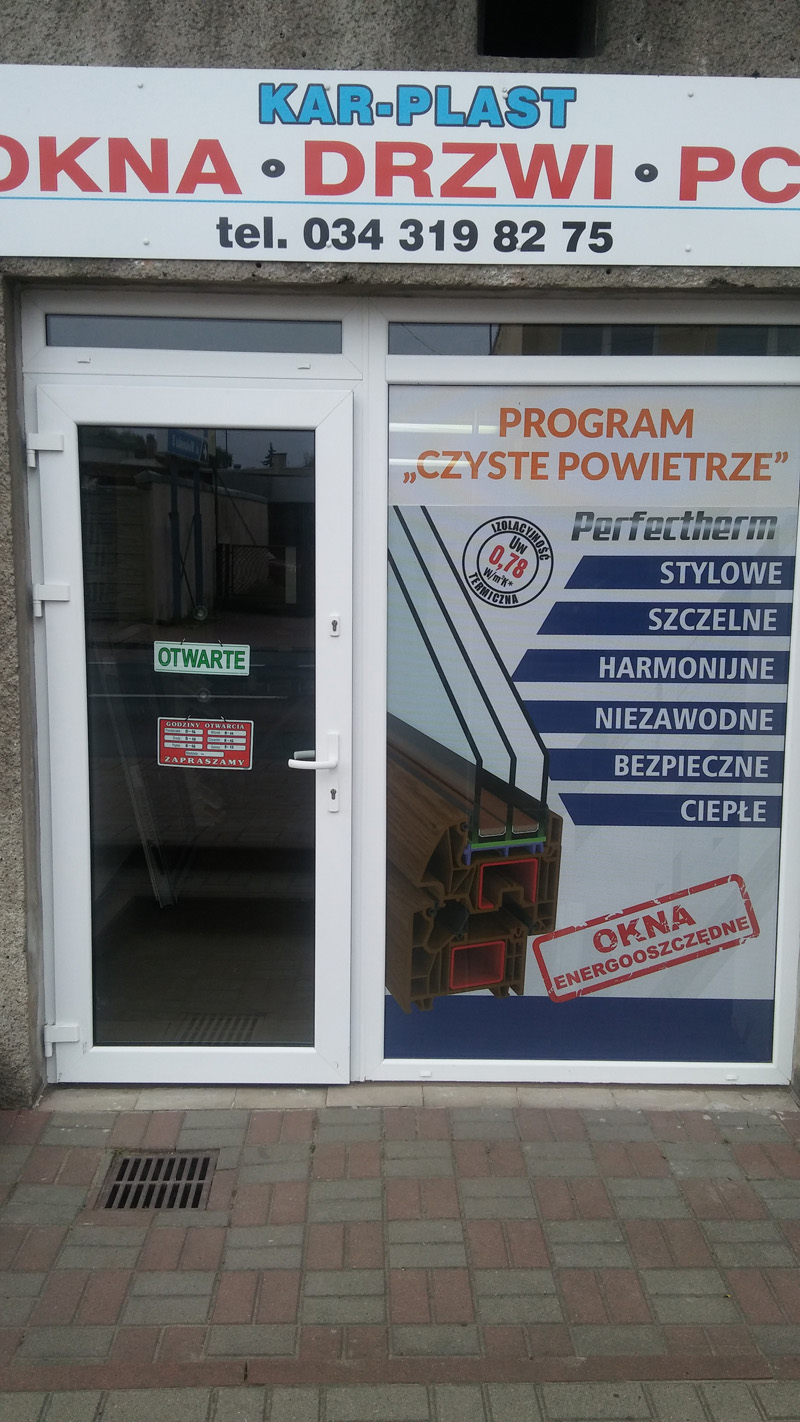 KAR-PLAST
OKNA • DRZWI • PC
tel. 034 319 82 75
PROGRAM
„CZYSTE POWIETRZE”
Perfectherm
IZOLACYJNOŚĆ
Uw
0,78
W/m²K*
TERMICZNA
STYLOWE
SZCZELNE
HARMONIJNE
NIEZAWODNE
BEZPIECZNE
CIEPŁE
OKNA
ENERGOOSZCZĘDNE
OTWARTE
GODZINY OTWARCIA
ZAPRASZAMY